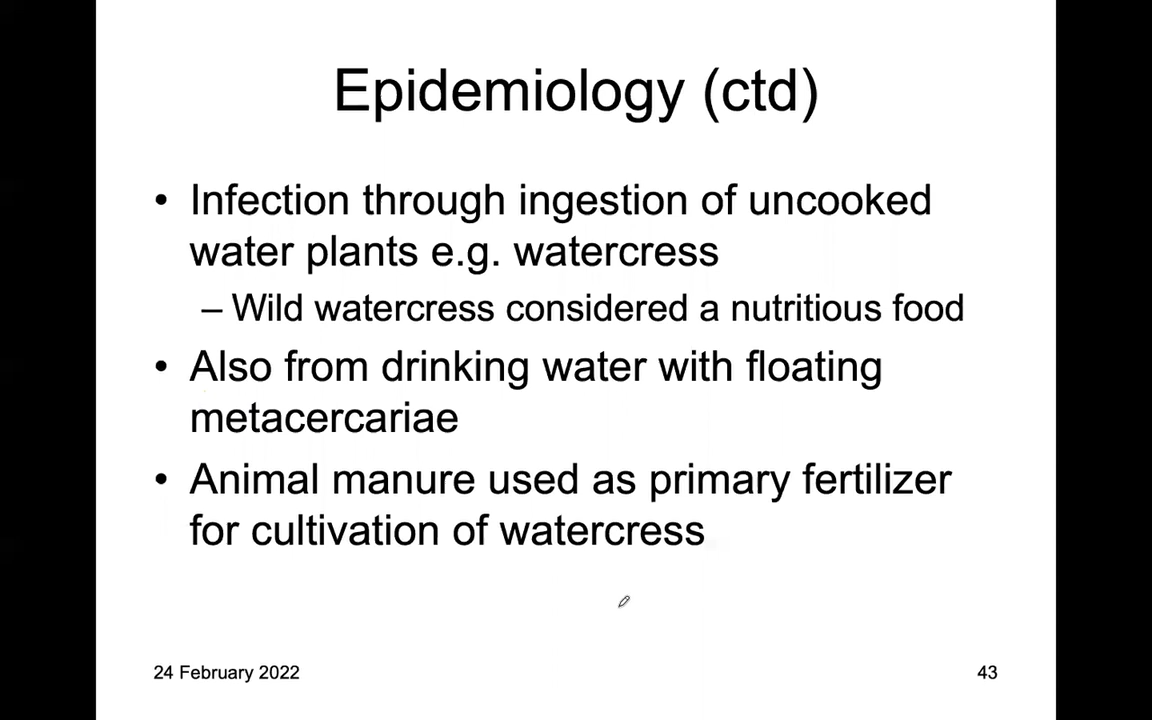 Epidemiology (ctd)
• Infection through ingestion of uncooked
water plants e.g. watercress
– Wild watercress considered a nutritious food
• Also from drinking water with floating
metacercariae
• Animal manure used as primary fertilizer
for cultivation of watercress
24 February 2022
43